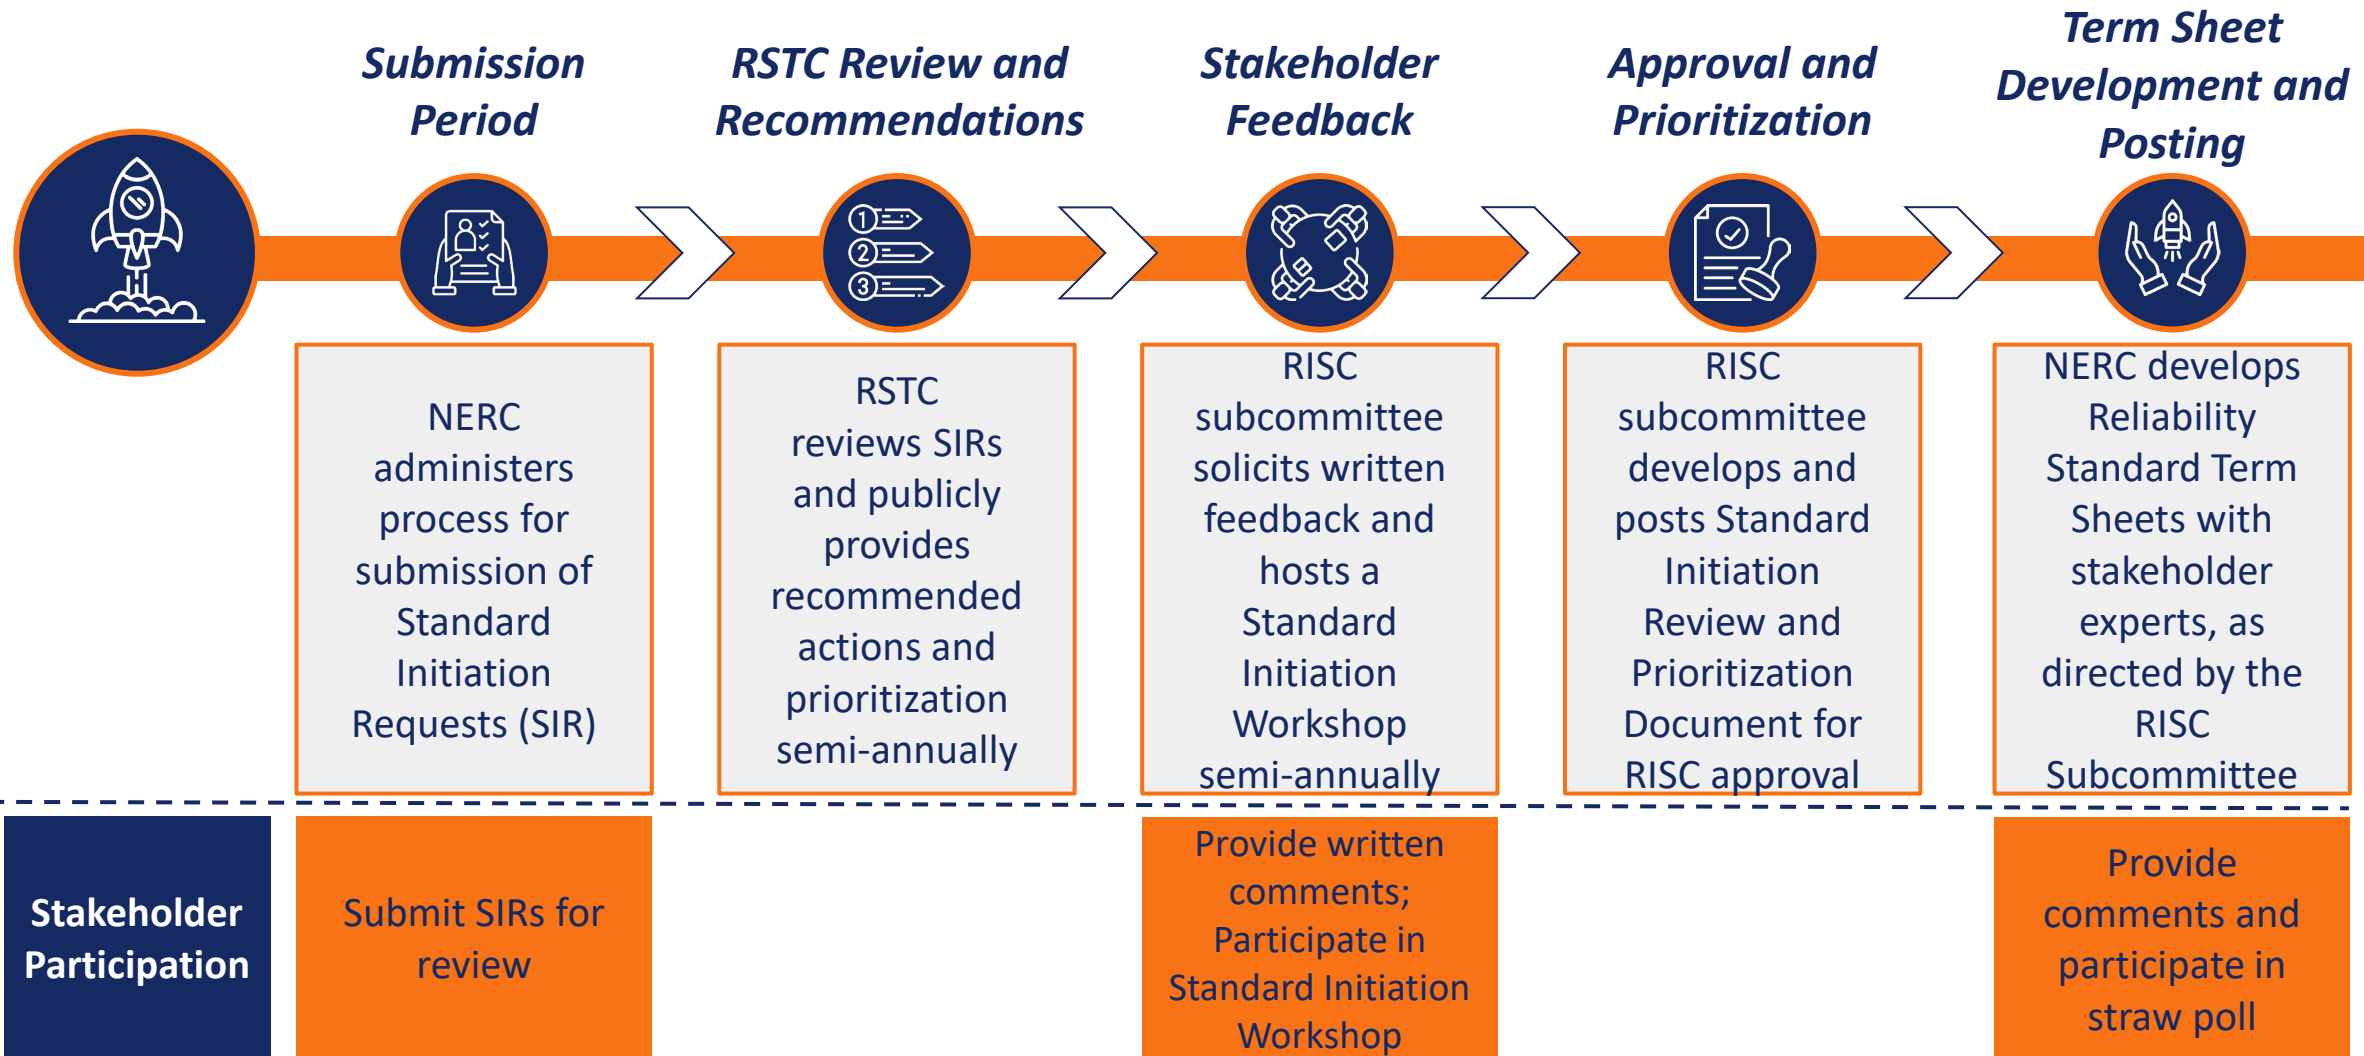 Submission
Period
RSTC Review and
Recommendations
Stakeholder
Feedback
Approval and
Prioritization
Term Sheet
Development and
Posting
1
2
3
NERC
administers
process for
submission of
Standard
Initiation
Requests (SIR)
RSTC
reviews SIRs
and publicly
provides
recommended
actions and
prioritization
semi-annually
RISC
subcommittee
solicits written
feedback and
hosts a
Standard
Initiation
Workshop
semi-annually
RISC
subcommittee
develops and
posts Standard
Initiation
Review and
Prioritization
Document for
RISC approval
NERC develops
Reliability
Standard Term
Sheets with
stakeholder
experts, as
directed by the
RISC
Subcommittee
Stakeholder
Participation
Submit SIRs for
review
Provide written
comments;
Participate in
Standard Initiation
Workshop
Provide
comments and
participate in
straw poll